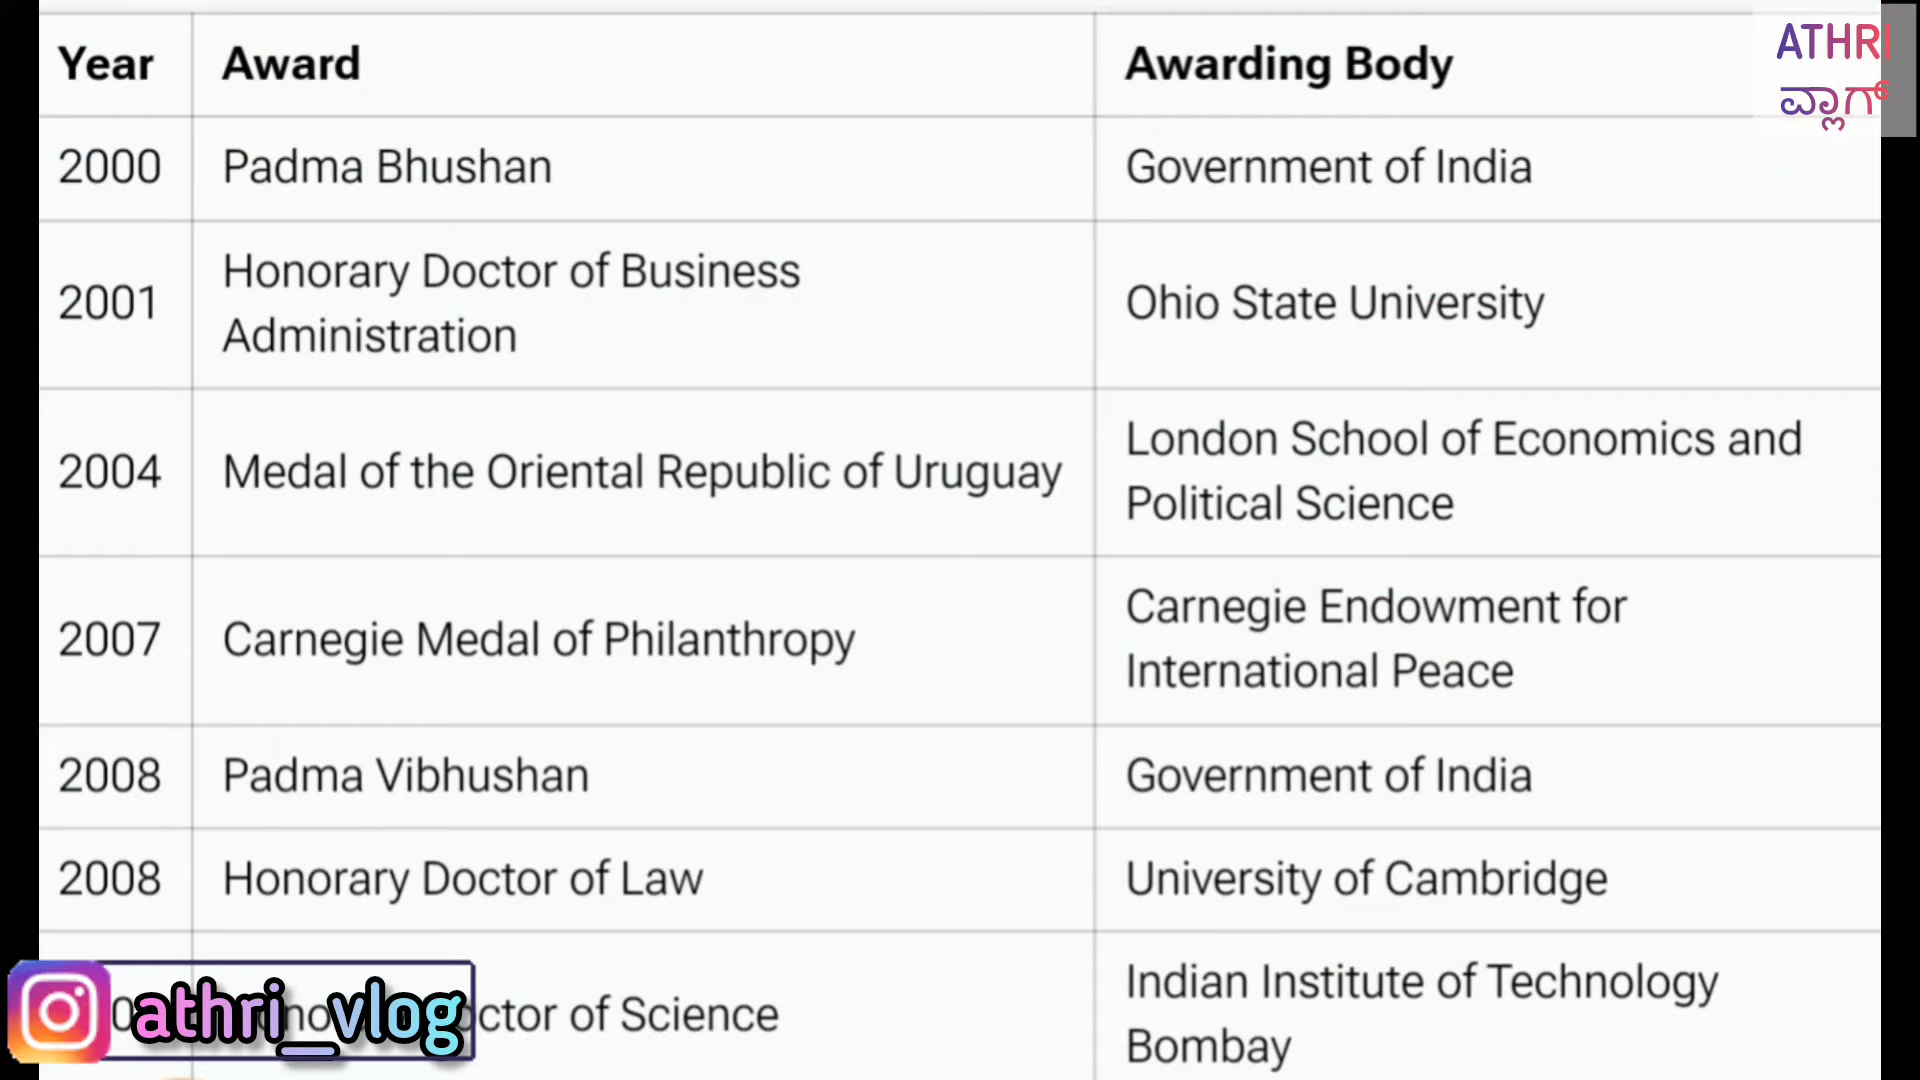 Year Award Awarding Body
ATHRI
ವ್ಲಾಗ್
2000 Padma Bhushan Government of India
2001 Honorary Doctor of Business
Administration
Ohio State University
2004 Medal of the Oriental Republic of Uruguay
London School of Economics and
Political Science
2007 Carnegie Medal of Philanthropy
Carnegie Endowment for
International Peace
2008 Padma Vibhushan Government of India
2008 Honorary Doctor of Law University of Cambridge
of Science
Indian Institute of Technology
Bombay
athri_vlog